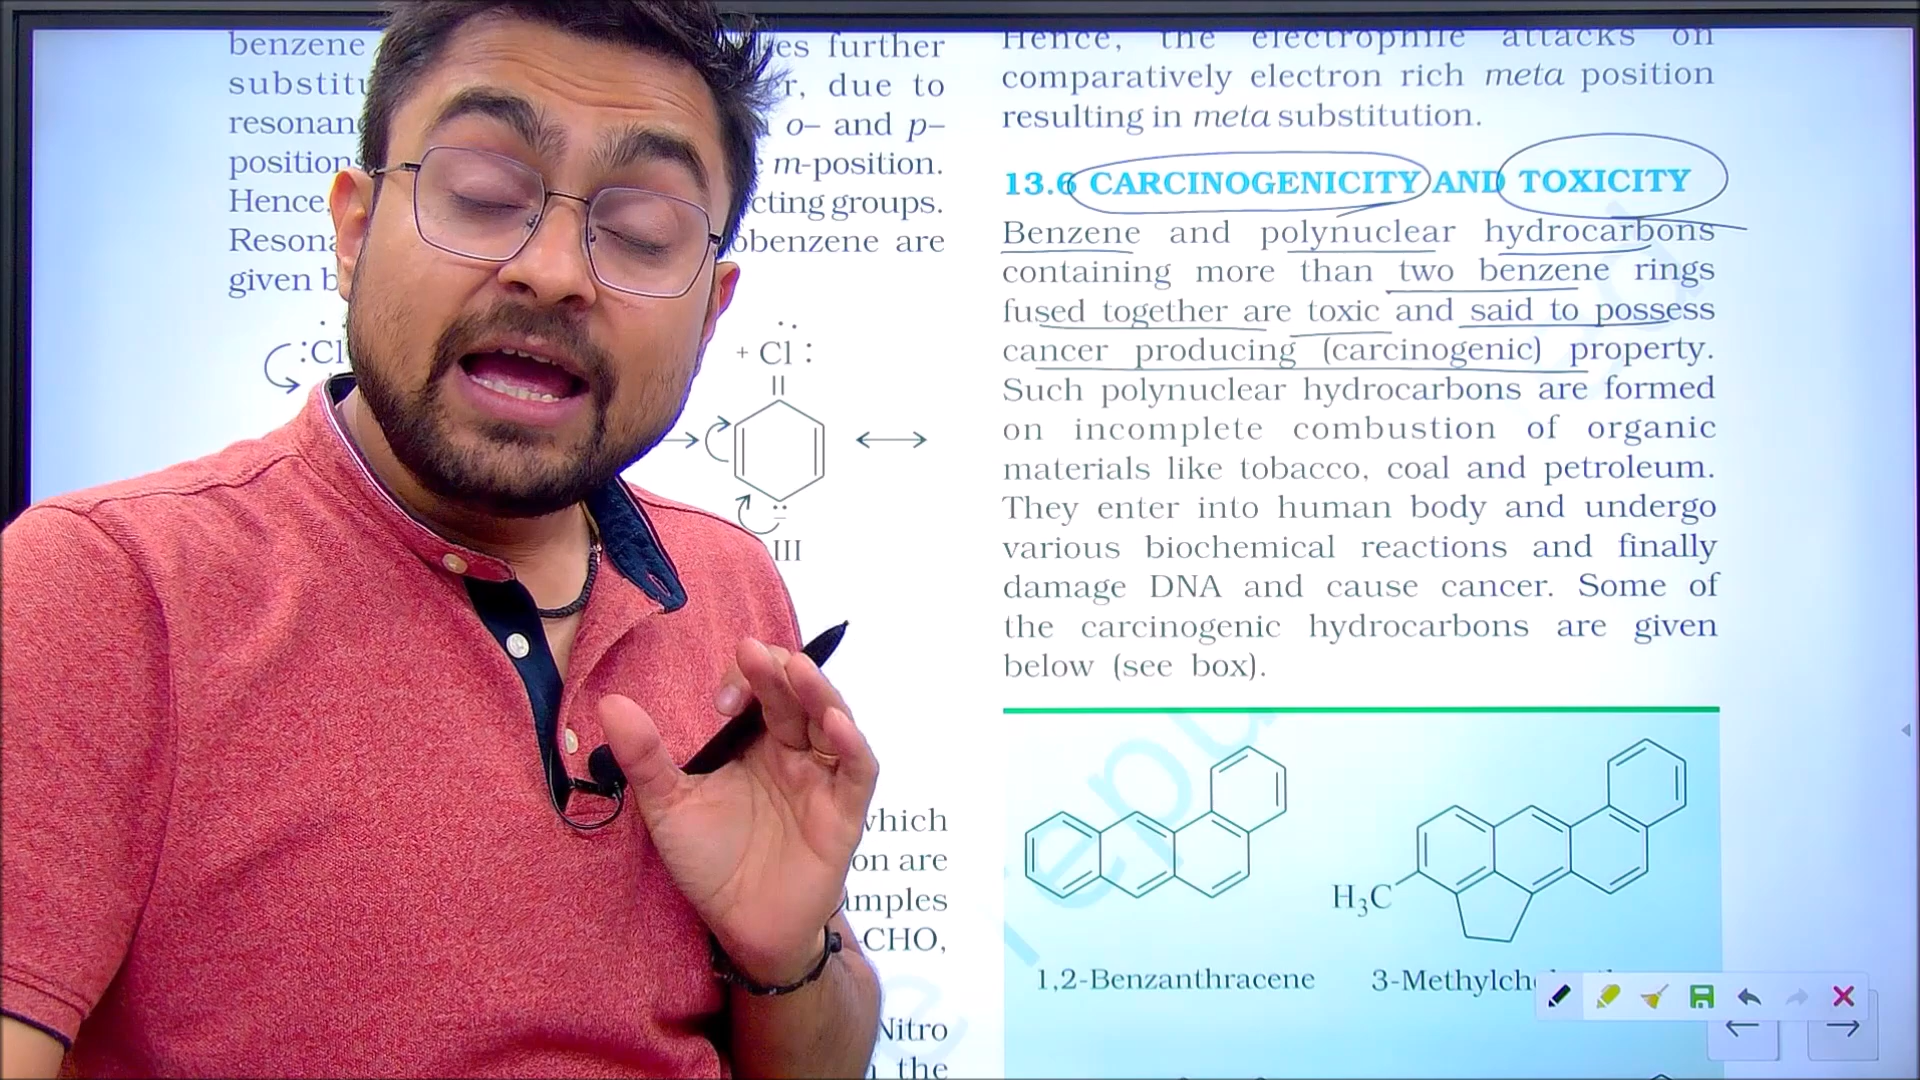 benzene
es further
r, due to
o– and p–
m-position.
Hence,
cting groups.
obenzene are
given b
:Cl
+ Cl :
III
which
on are
mples
–CHO,
Nitro
the
Hence, the electrophile attacks on
comparatively electron rich meta position
resulting in meta substitution.
13.6 CARCINOGENICITY AND TOXICITY
Benzene and polynuclear hydrocarbons
containing more than two benzene rings
fused together are toxic and said to possess
cancer producing (carcinogenic) property.
Such polynuclear hydrocarbons are formed
on incomplete combustion of organic
materials like tobacco, coal and petroleum.
They enter into human body and undergo
various biochemical reactions and finally
damage DNA and cause cancer. Some of
the carcinogenic hydrocarbons are given
below (see box).
H₃C
1,2-Benzanthracene
3-Methylch